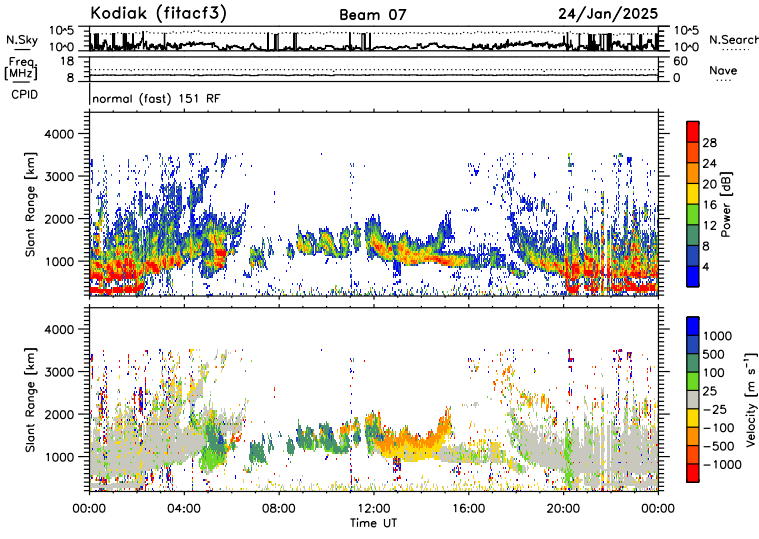 Kodiak (fitacf3) Beam 07 24/Jan/2025
N.Sky 10^5 10^0 10^5 10^0 N.Search
Freq. [MHz] 18 8 60 0 Nave
CPID normal (fast) 151 RF
Slant Range [km]
4000
3000
2000
1000
28
24
20
16
12
8
4
Power [dB]
Slant Range [km]
4000
3000
2000
1000
1000
500
100
25
-25
-100
-500
-1000
Velocity [m s^-1]
00:00 04:00 08:00 12:00 16:00 20:00 00:00
Time UT